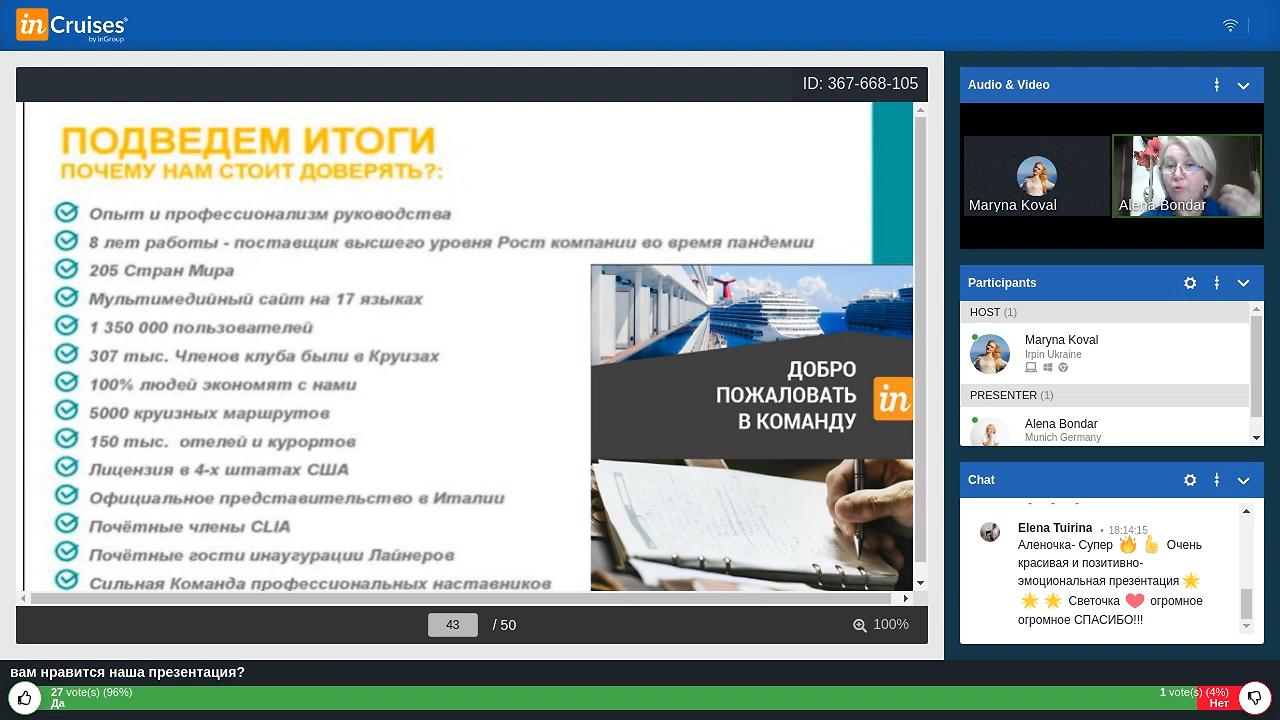 in Cruises®
by inGroup
ID: 367-668-105
ПОДВЕДЕМ ИТОГИ
ПОЧЕМУ НАМ СТОИТ ДОВЕРЯТЬ?:
Опыт и профессионализм руководства
8 лет работы - поставщик высшего уровня Рост компании во время пандемии
205 Стран Мира
Мультимедийный сайт на 17 языках
1 350 000 пользователей
307 тыс. Членов клуба были в Круизах
100% людей экономят с нами
5000 круизных маршрутов
150 тыс. отелей и курортов
Лицензия в 4-х штатах США
Официальное представительство в Италии
Почётные члены CLIA
Почётные гости инаугурации Лайнеров
Сильная Команда профессиональных наставников
ДОБРО
ПОЖАЛОВАТЬ
В КОМАНДУ
in
43 / 50
100%
Audio & Video
Maryna Koval
Alena Bondar
Participants
HOST (1)
Maryna Koval
Irpin Ukraine
PRESENTER (1)
Alena Bondar
Munich Germany
Chat
Elena Tuirina • 18:14:15
Аленочка- Супер 🔥 👍 Очень
красивая и позитивно-
эмоциональная презентация 🌟
🌟 🌟 Светочка ❤ огромное
огромное СПАСИБО!!!
вам нравится наша презентация?
27 vote(s) (96%)
Да
1 vote(s) (4%)
Нет